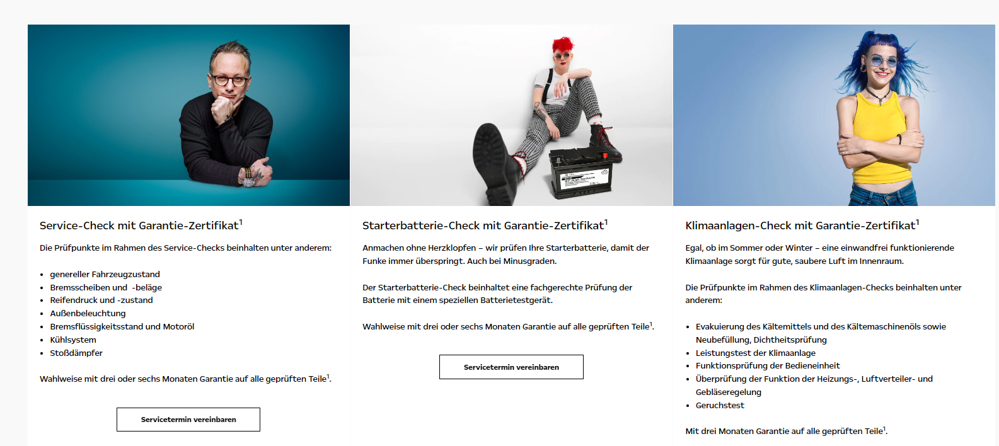 Service-Check mit Garantie-Zertifikat¹
Die Prüfpunkte im Rahmen des Service-Checks beinhalten unter anderem:
• genereller Fahrzeugzustand
• Bremsscheiben und  -beläge
• Reifendruck und -zustand
• Außenbeleuchtung
• Bremsflüssigkeitsstand und Motoröl
• Kühlsystem
• Stoßdämpfer
Wahlweise mit drei oder sechs Monaten Garantie auf alle geprüften Teile¹.
Servicetermin vereinbaren
Starterbatterie-Check mit Garantie-Zertifikat¹
Anmachen ohne Herzklopfen – wir prüfen Ihre Starterbatterie, damit der
Funke immer überspringt. Auch bei Minusgraden.
Der Starterbatterie-Check beinhaltet eine fachgerechte Prüfung der
Batterie mit einem speziellen Batterietestgerät.
Wahlweise mit drei oder sechs Monaten Garantie auf alle geprüften Teile¹.
Servicetermin vereinbaren
Klimaanlagen-Check mit Garantie-Zertifikat¹
Egal, ob im Sommer oder Winter – eine einwandfrei funktionierende
Klimaanlage sorgt für gute, saubere Luft im Innenraum.
Die Prüfpunkte im Rahmen des Klimaanlagen-Checks beinhalten unter
anderem:
• Evakuierung des Kältemittels und des Kältemaschinenöls sowie
Neubefüllung, Dichtheitsprüfung
• Leistungstest der Klimaanlage
• Funktionsprüfung der Bedieneinheit
• Überprüfung der Funktion der Heizungs-, Luftverteiler- und
Gebläseregelung
• Geruchstest
Mit drei Monaten Garantie auf alle geprüften Teile¹.